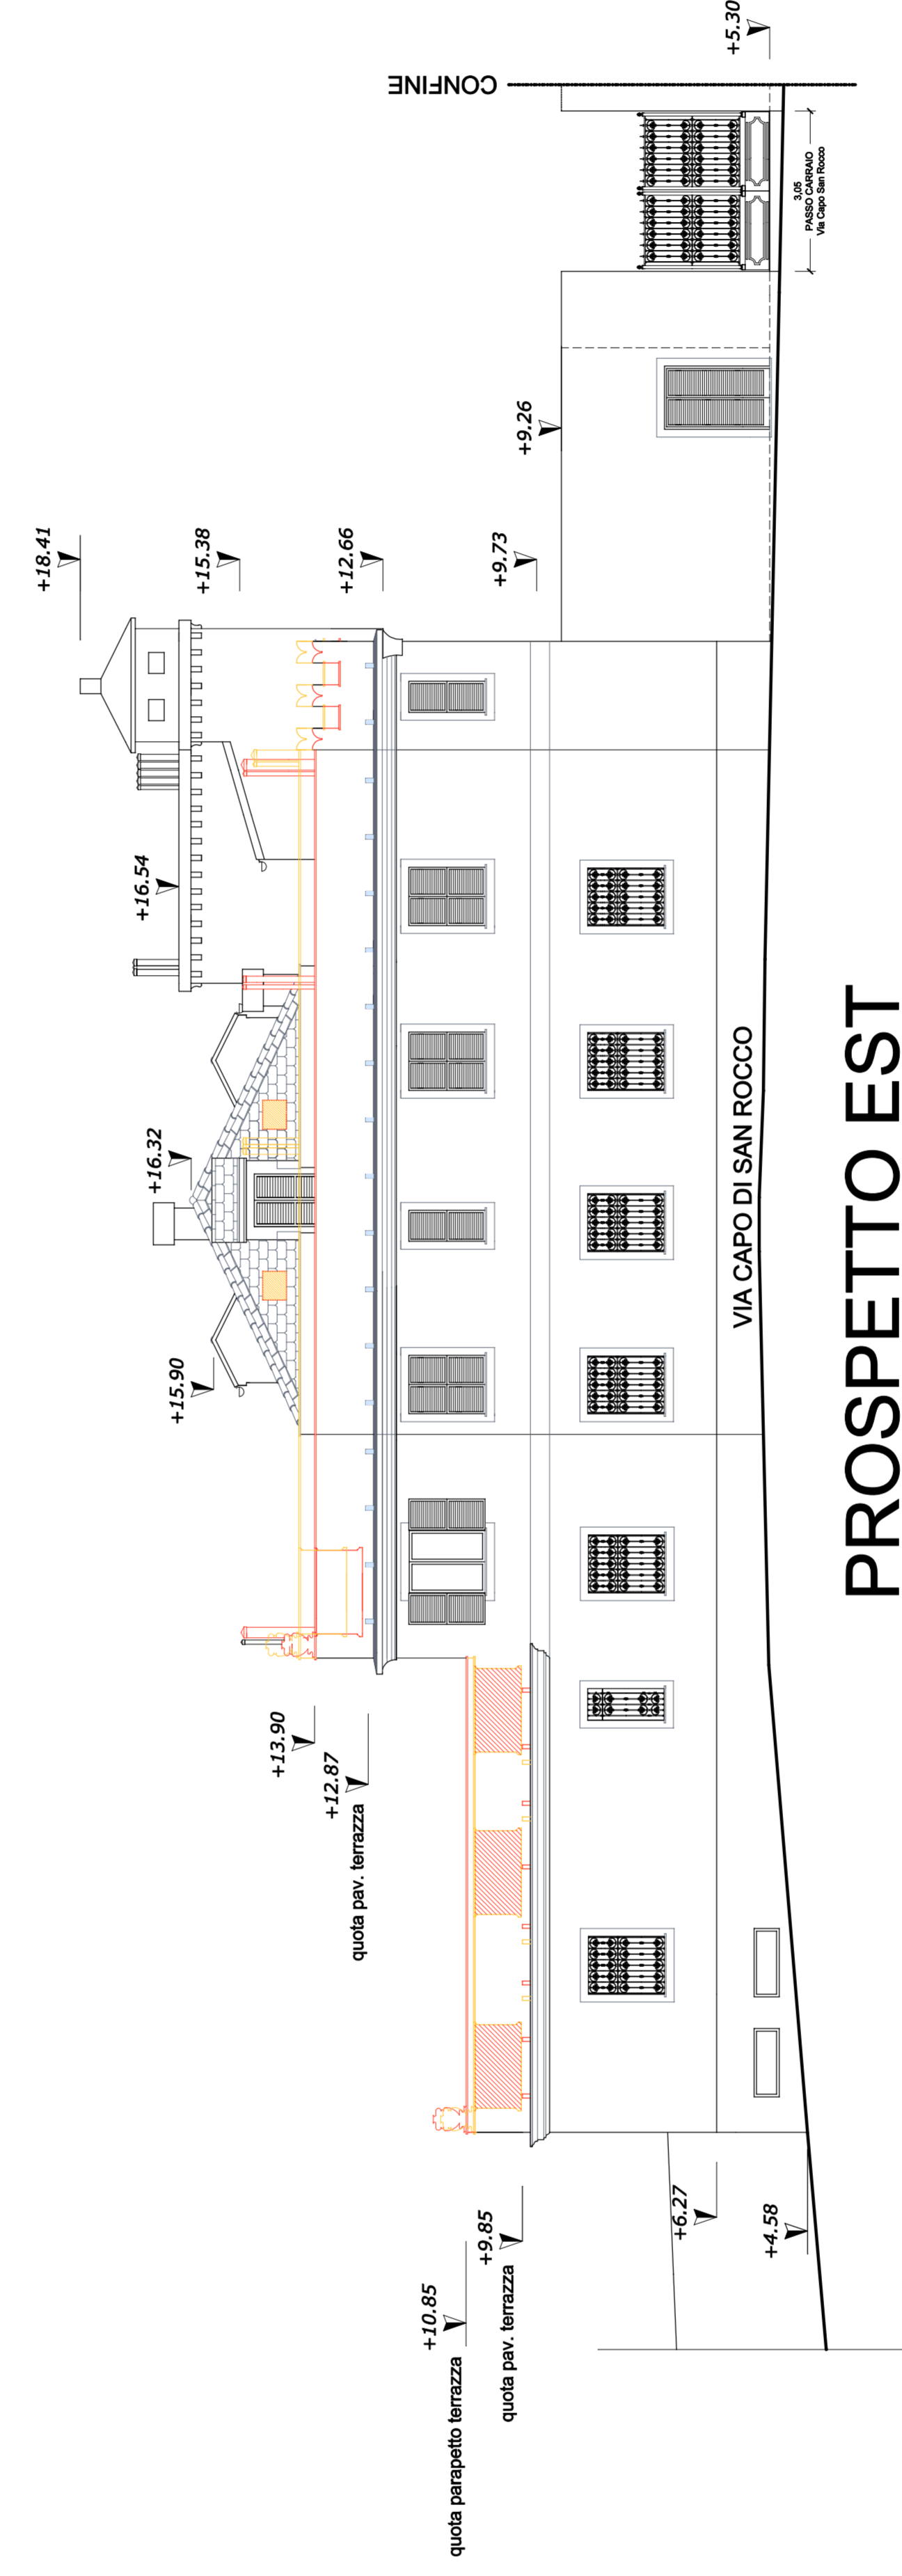 +18.41
+15.38
+12.66
+9.73
+9.26
+5.30
CONFINE
+16.54
+16.32
+15.90
+13.90
+12.87
quota pav. terrazza
+10.85
quota parapetto terrazza
+9.85
quota pav. terrazza
+6.27
+4.58
VIA CAPO DI SAN ROCCO
3,05
PASSO CARRAIO
Via Capo San Rocco
PROSPETTO EST